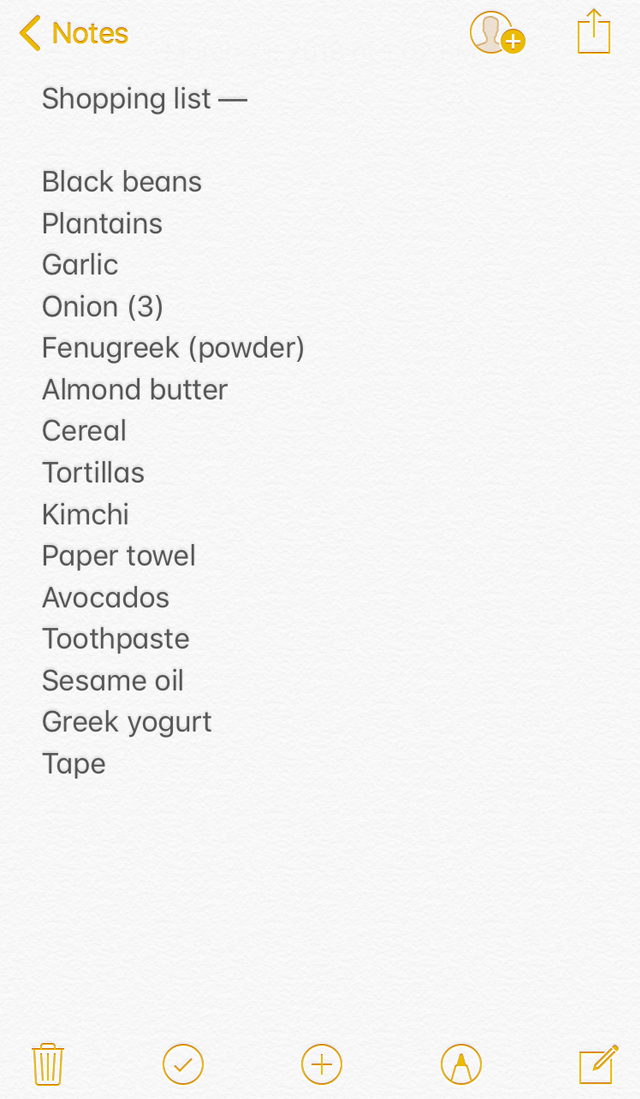 Notes
Shopping list —
Black beans
Plantains
Garlic
Onion (3)
Fenugreek (powder)
Almond butter
Cereal
Tortillas
Kimchi
Paper towel
Avocados
Toothpaste
Sesame oil
Greek yogurt
Tape